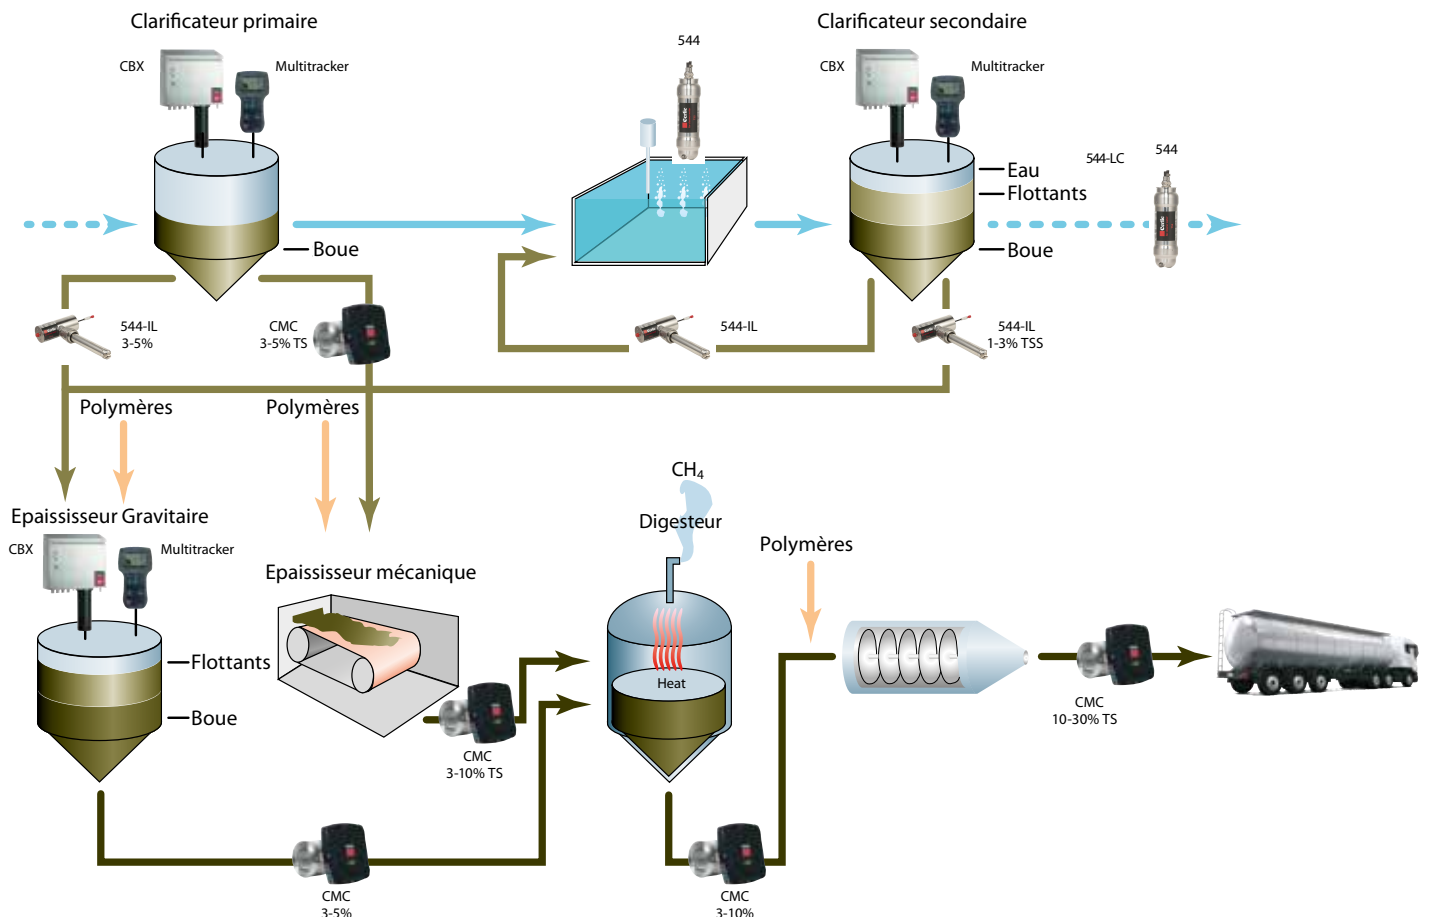 Clarificateur primaire
Clarificateur secondaire
544
CBX
Multitracker
CBX
Multitracker
Cerlic
544-LC
544
Eau
Flottants
Cerlic
Boue
Boue
544-IL
3-5%
CMC
3-5% TS
544-IL
544-IL
1-3% TSS
Polymères
Polymères
CH₄
Epaississeur Gravitaire
Digesteur
CBX
Multitracker
Polymères
Epaississeur mécanique
Flottants
Heat
Boue
CMC
3-10% TS
CMC
10-30% TS
CMC
3-5%
CMC
3-10%